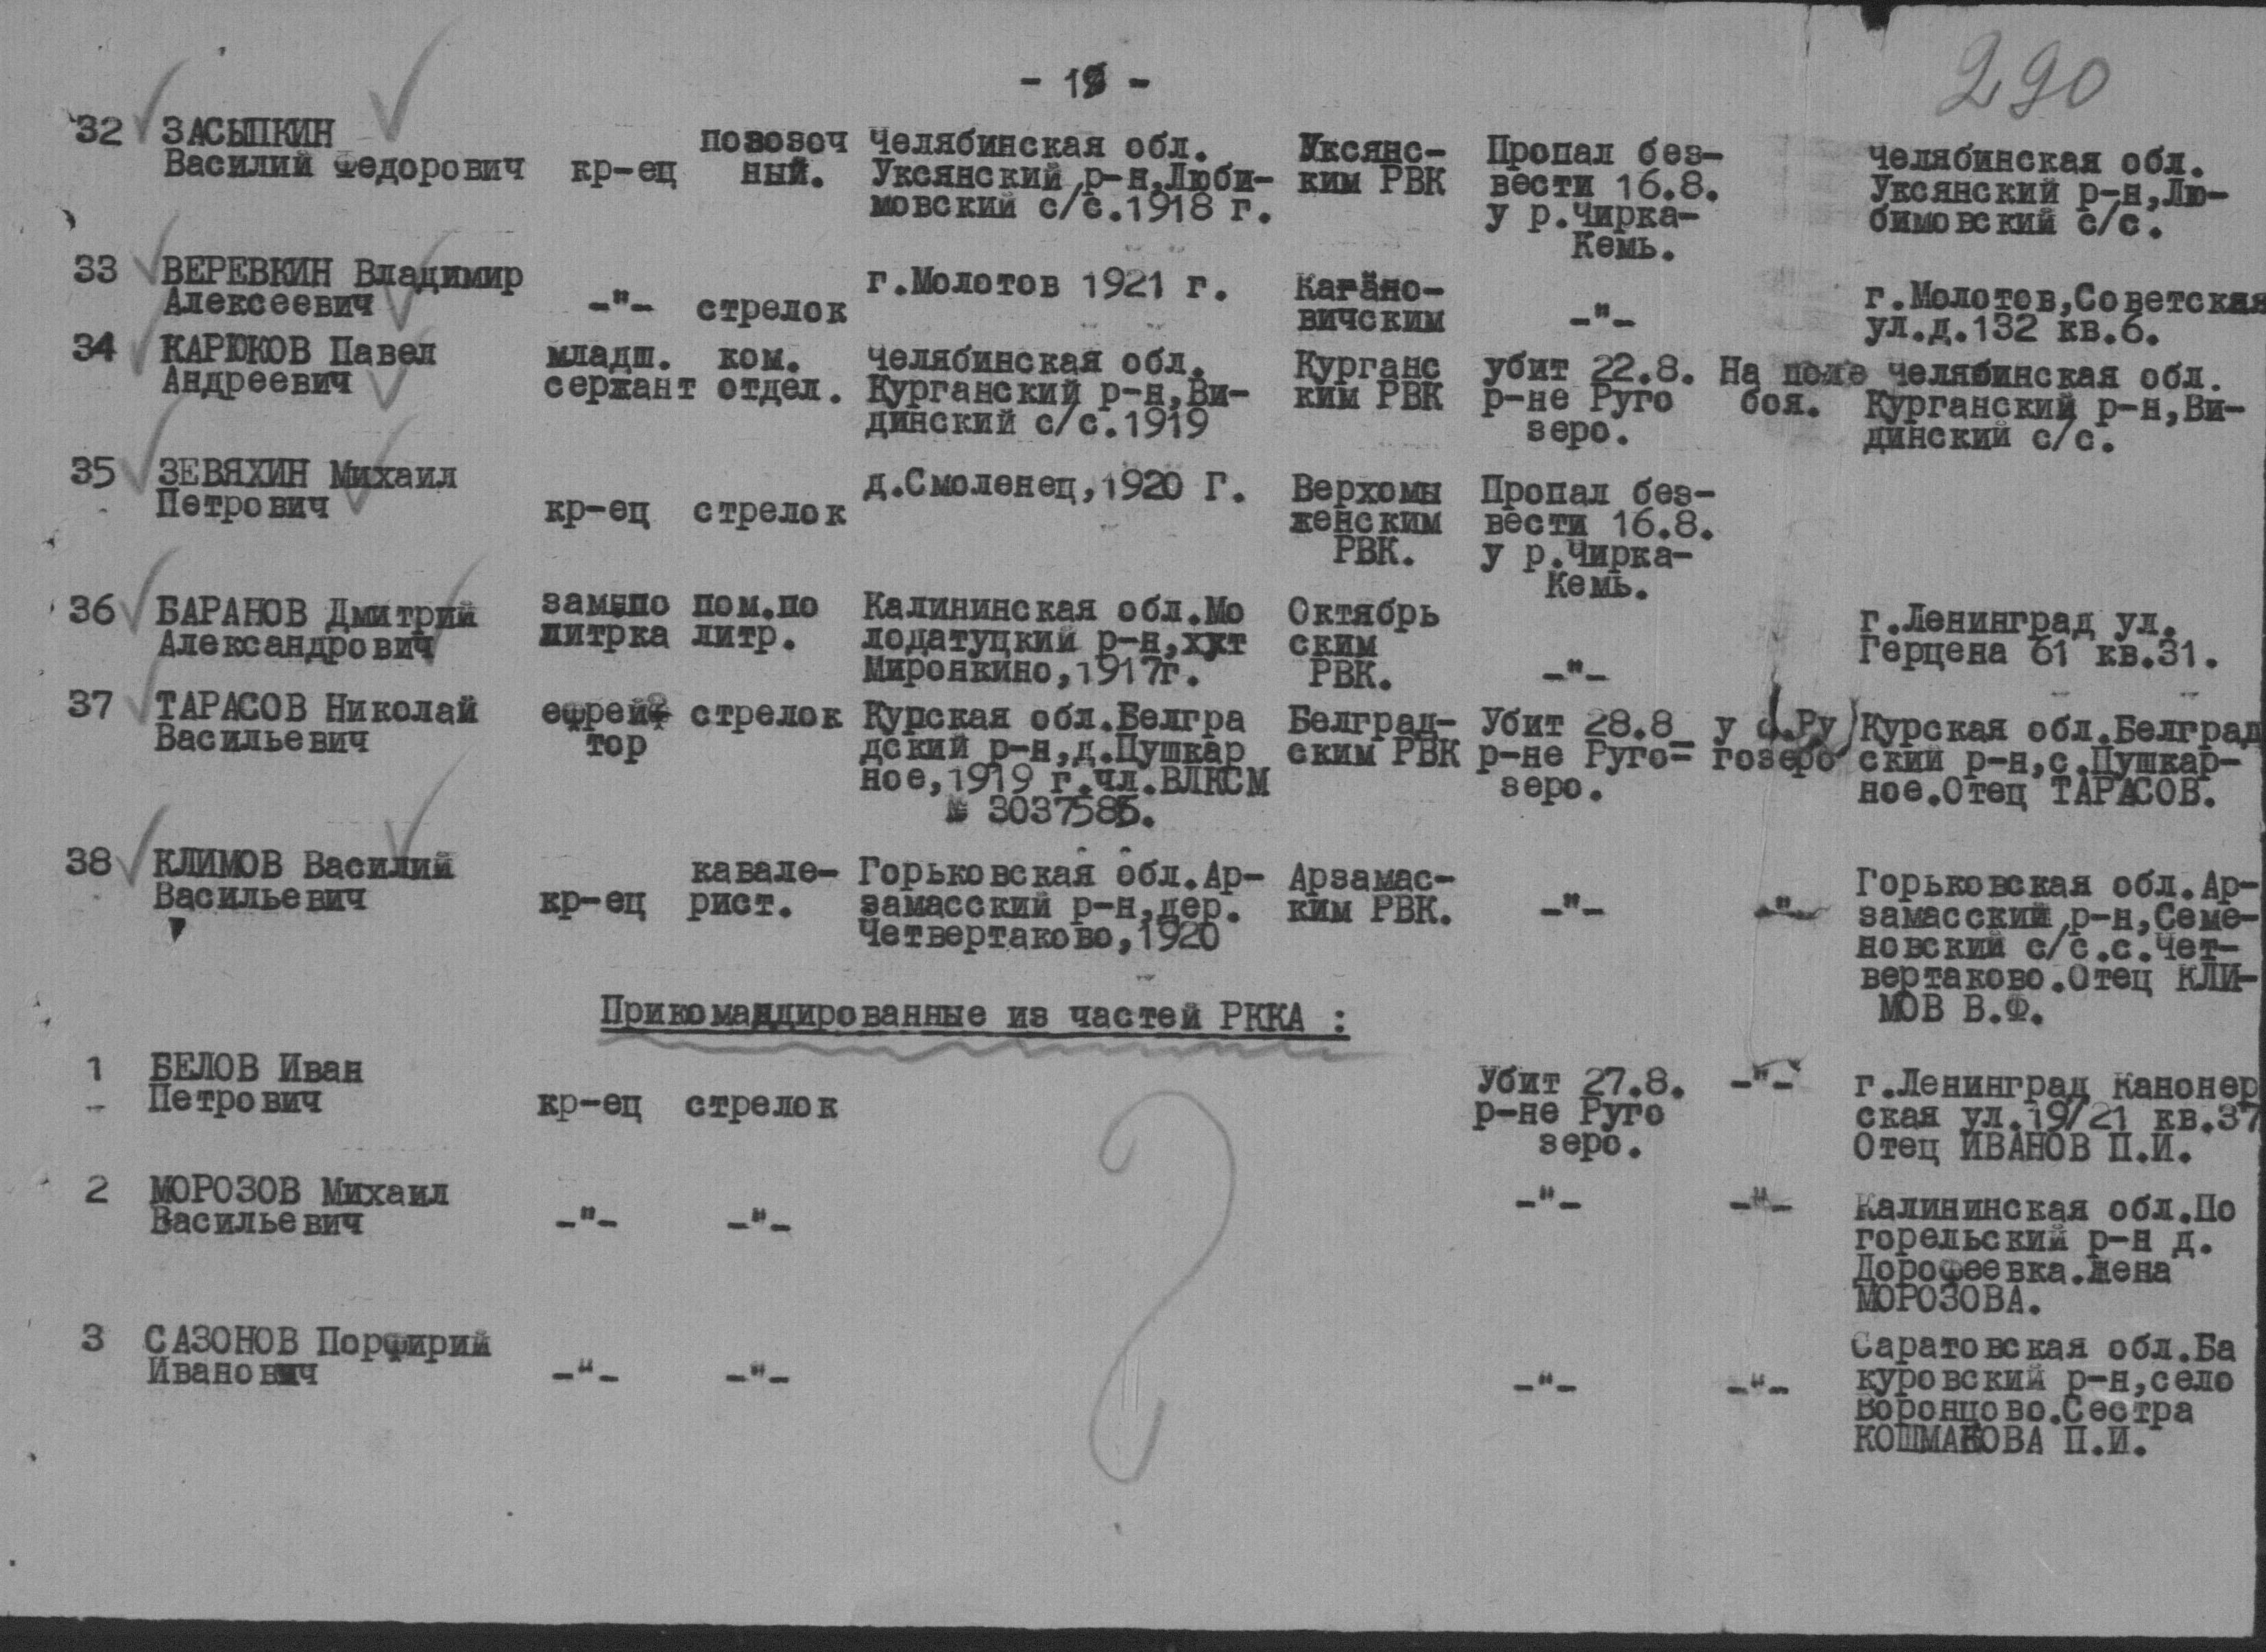 290
32 ЗАСЫПКИН
Василий Федорович кр-ец повозоч ный. Челябинская обл. Уксянский р-н,Люби- мовский с/с.1918 г. Уксянс- ким РВК Пропал без- вести 16.8. у р.Чирка- Кемь. Челябинская обл. Уксянский р-н,Лю- бимовский с/с.
33 ВЕРЕВКИН Владимир
Алексеевич -"- стрелок г.Молотов 1921 г. Кагано- вичским -"- г.Молотов,Советская ул.д.132 кв.6.
34 КАРЮКОВ Павел
Андреевич младш. сержант ком. отдел. Челябинская обл. Курганский р-н,Ви- динский с/с.1919 Курганс ким РВК убит 22.8. р-не Руго зеро. На поле боя. Челябинская обл. Курганский р-н,Ви- динский с/с.
35 ЗЕВЯХИН Михаил
Петрович кр-ец стрелок д.Смоленец,1920 Г. Верхомы женским РВК. Пропал без- вести 16.8. у р.Чирка- Кемь.
36 БАРАНОВ Дмитрий
Александрович замыпо литрка пом.по литр. Калининская обл.Мо лодатуцкий р-н,хут Миронкино,1917г. Октябрь ским РВК. -"- г.Ленинград ул. Герцена 61 кв.31.
37 ТАРАСОВ Николай
Васильевич ефрей тор стрелок Курская обл.Белгра дский р-н,д.Пушкар ное,1919 г.чл.ВЛКСМ № 3037585. Белград- ским РВК Убит 28.8 р-не Руго= зеро. у с.Ру гозеро Курская обл.Белград ский р-н,с.Пушкар- ное.Отец ТАРАСОВ.
38 КЛИМОВ Василий
Васильевич кр-ец кавале- рист. Горьковская обл.Ар- замасский р-н,дер. Четвертаково,1920 Арзамас- ким РВК. -"- -"- Горьковская обл.Ар- замасский р-н,Семе- новский с/с.с.Чет- вертаково.Отец КЛИ- МОВ В.Ф.
Прикомандированные из частей РККА :
1 БЕЛОВ Иван
Петрович кр-ец стрелок Убит 27.8. р-не Руго зеро. -"- г.Ленинград Канонер ская ул.19/21 кв.37 Отец ИВАНОВ П.И.
2 МОРОЗОВ Михаил
Васильевич -"- -"- -"- -"- Калининская обл.По горельский р-н д. Дорофеевка.Жена МОРОЗОВА.
3 САЗОНОВ Порфирий
Иванович -"- -"- -"- -"- Саратовская обл.Ба куровский р-н,село Воронцово.Сестра П.И.